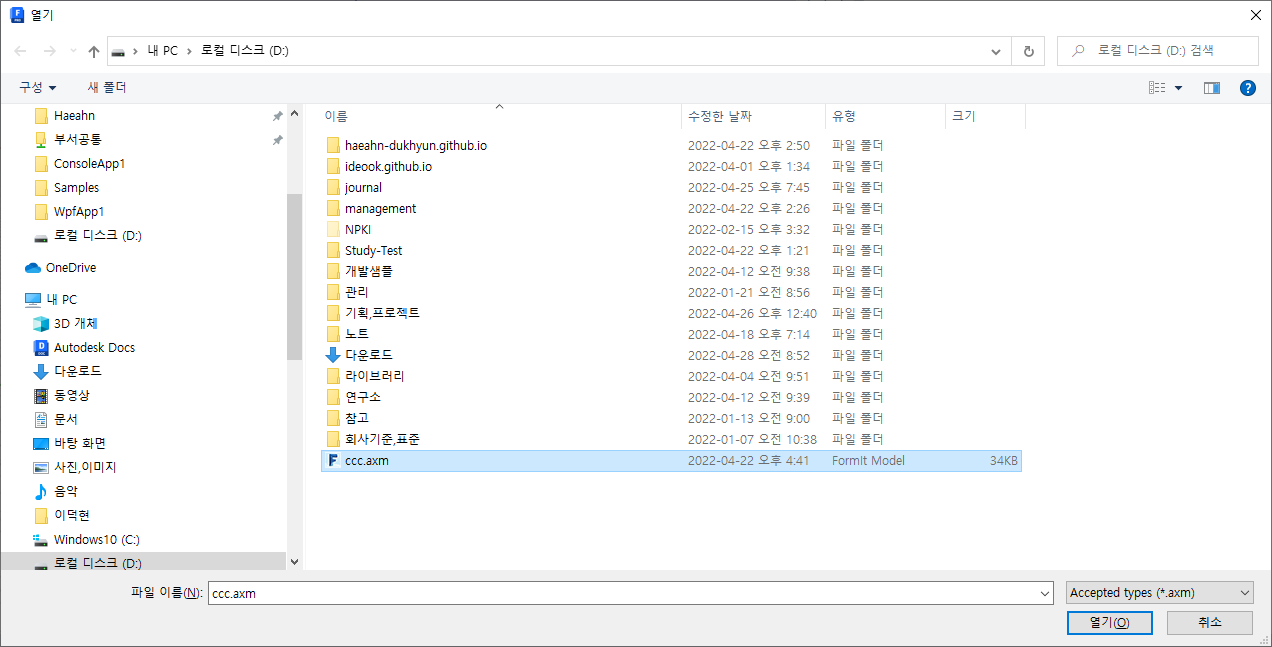 열기
내 PC > 로컬 디스크 (D:)
로컬 디스크 (D:) 검색
구성 새 폴더
Haeahn
부서공통
ConsoleApp1
Samples
WpfApp1
로컬 디스크 (D:)
OneDrive
내 PC
3D 개체
Autodesk Docs
다운로드
동영상
문서
바탕 화면
사진,이미지
음악
이덕현
Windows10 (C:)
로컬 디스크 (D:)
이름 수정한 날짜 유형 크기
haeahn-dukhyun.github.io 2022-04-22 오후 2:50 파일 폴더
ideook.github.io 2022-04-01 오후 1:34 파일 폴더
journal 2022-04-25 오후 7:45 파일 폴더
management 2022-04-22 오후 2:26 파일 폴더
NPKI 2022-02-15 오후 3:32 파일 폴더
Study-Test 2022-04-22 오후 1:21 파일 폴더
개발샘플 2022-04-12 오전 9:38 파일 폴더
관리 2022-01-21 오전 8:56 파일 폴더
기획,프로젝트 2022-04-26 오후 12:40 파일 폴더
노트 2022-04-18 오후 7:14 파일 폴더
다운로드 2022-04-28 오전 8:52 파일 폴더
라이브러리 2022-04-04 오전 9:51 파일 폴더
연구소 2022-04-12 오전 9:39 파일 폴더
참고 2022-01-13 오전 9:00 파일 폴더
회사기준,표준 2022-01-07 오전 10:38 파일 폴더
ccc.axm 2022-04-22 오후 4:41 FormIt Model 34KB
파일 이름(N): ccc.axm Accepted types (*.axm)
열기(O) 취소